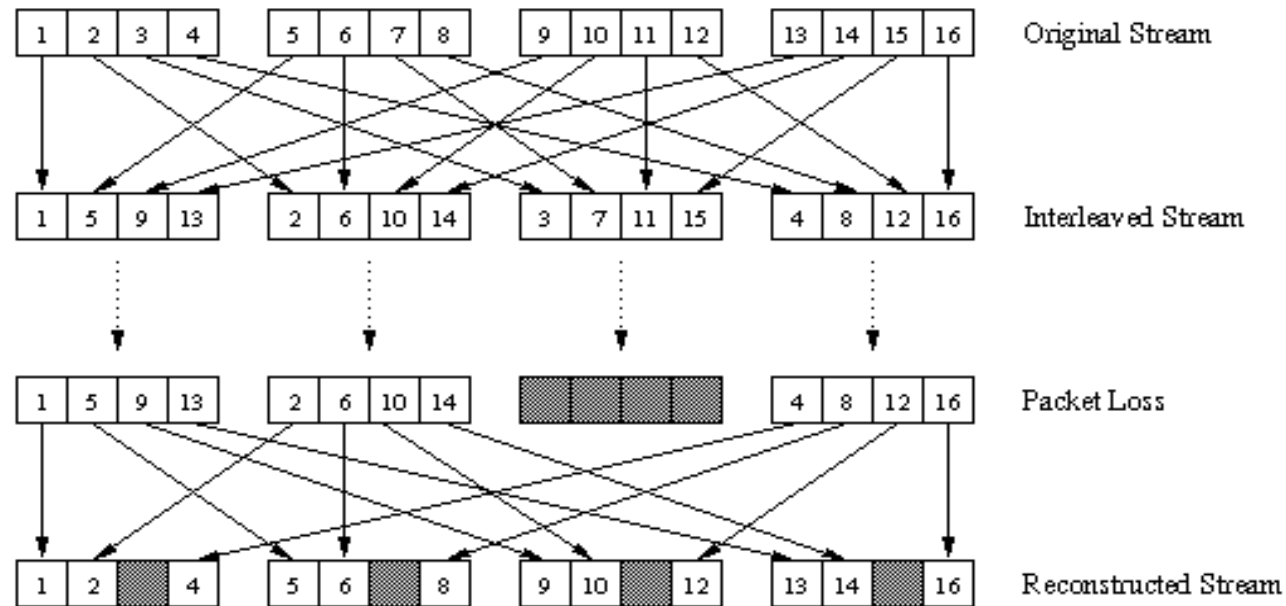 1 2 3 4 5 6 7 8 9 10 11 12 13 14 15 16 Original Stream
1 5 9 13 2 6 10 14 3 7 11 15 4 8 12 16 Interleaved Stream
1 5 9 13 2 6 10 14 4 8 12 16 Packet Loss
1 2 4 5 6 8 9 10 12 13 14 16 Reconstructed Stream